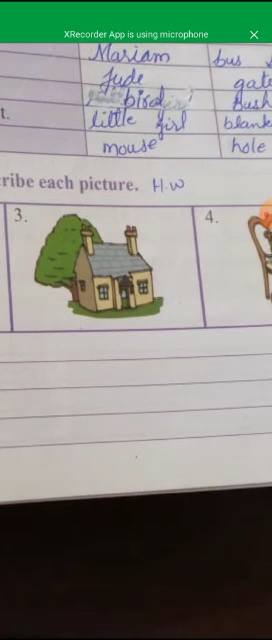 XRecorder App is using microphone
Mariam bus
Jude gate
bird bush
t. little girl blank
mouse hole
ribe each picture. H.W
3. 4.